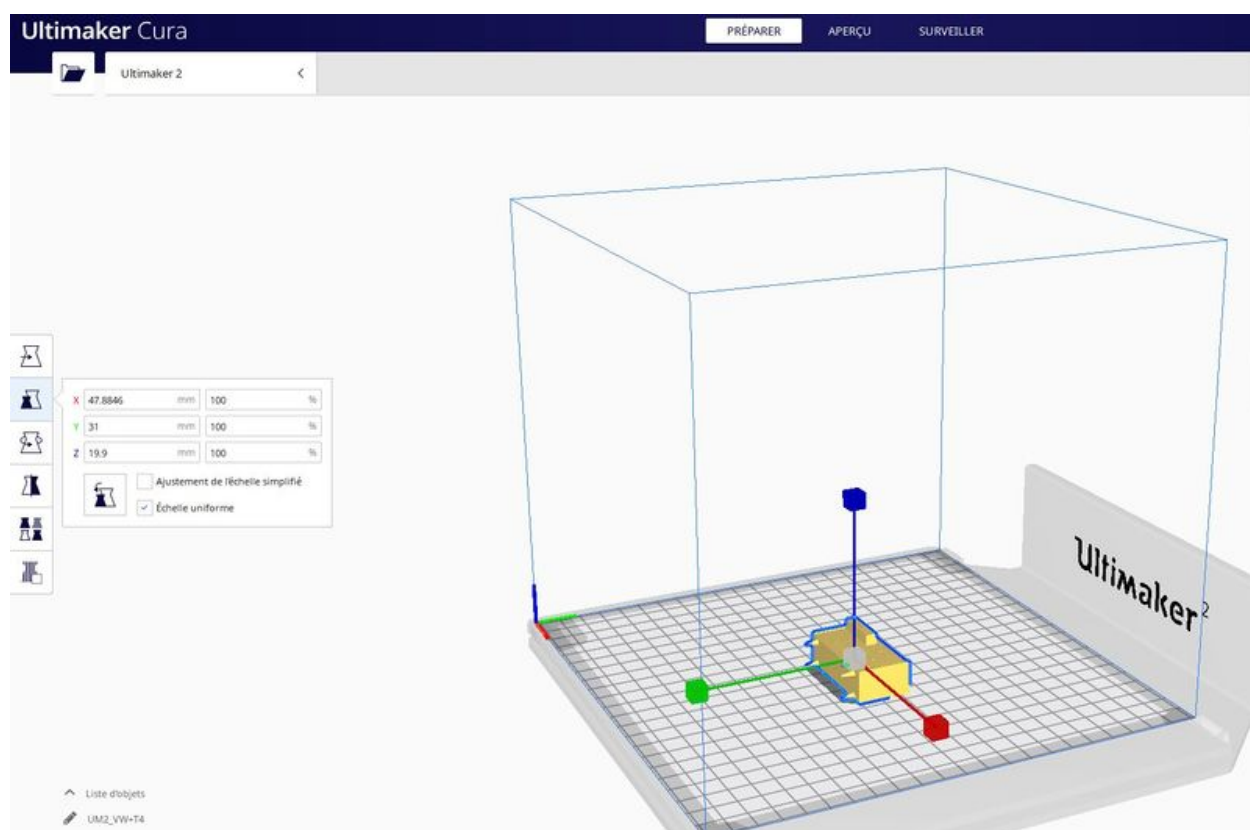 Ultimaker Cura
PRÉPARER APERÇU SURVEILLER
Ultimaker 2
X 47.8846 mm 100 %
Y 31 mm 100 %
Z 19.9 mm 100 %
Ajustement de l'échelle simplifié
Échelle uniforme
Ultimaker 2
Liste d'objets
UM2_VW+T4